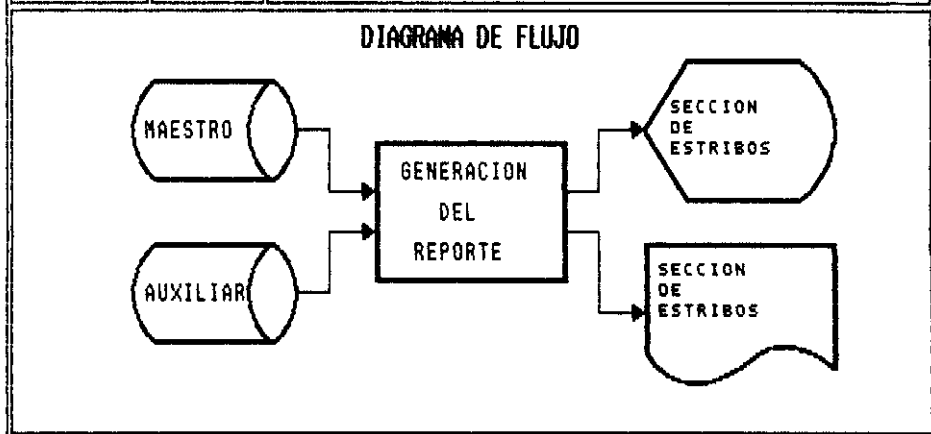 DIAGRAMA DE FLUJO
MAESTRO
AUXILIAR
GENERACION
DEL
REPORTE
SECCION
DE
ESTRIBOS
SECCION
DE
ESTRIBOS